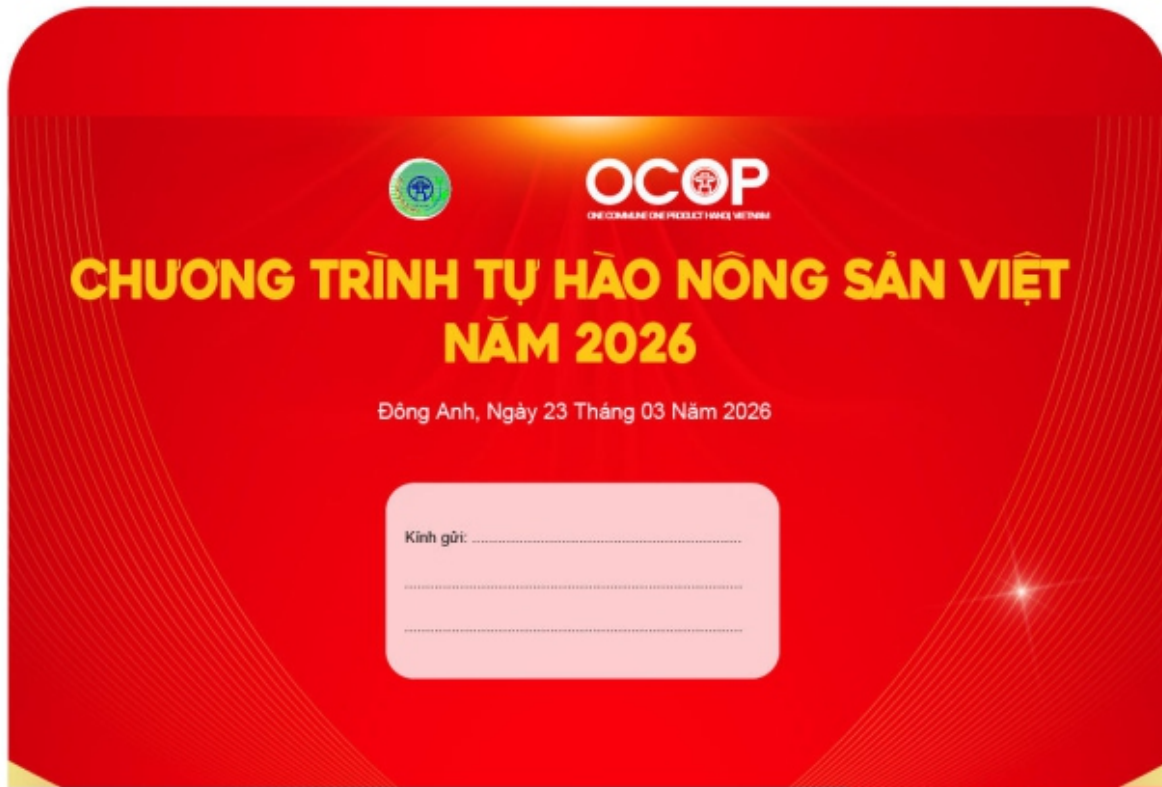 OCOP
ONE COMMUNE ONE PRODUCT HANOI, VIETNAM
CHƯƠNG TRÌNH TỰ HÀO NÔNG SẢN VIỆT
NĂM 2026
Đông Anh, Ngày 23 Tháng 03 Năm 2026
Kính gửi: ........................................................................
..........................................................................................
..........................................................................................